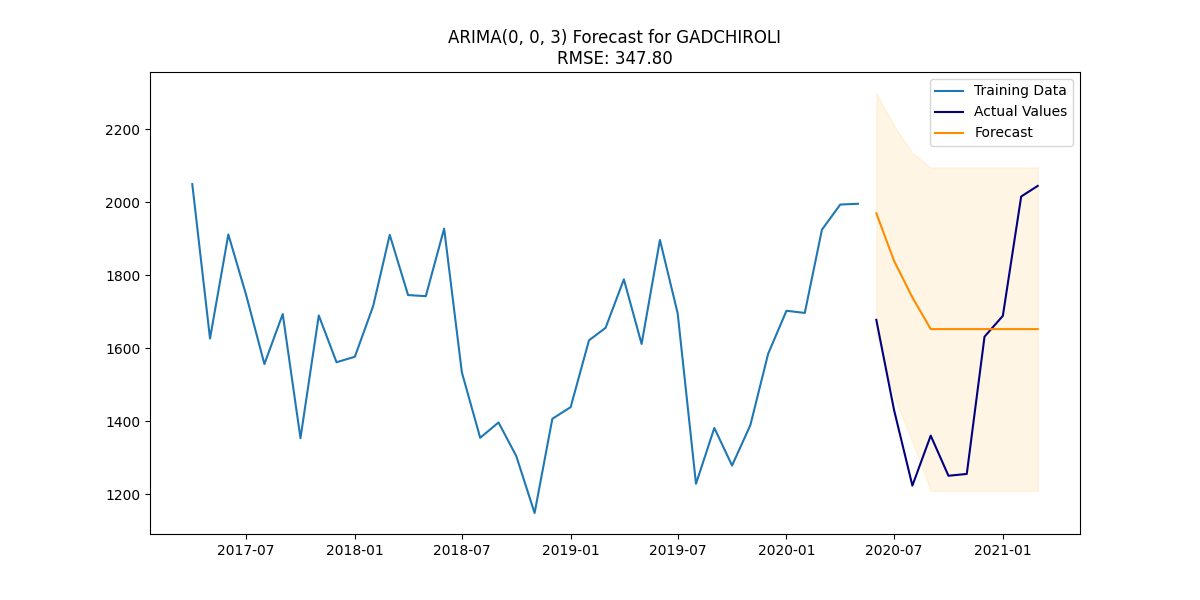 ARIMA(0, 0, 3) Forecast for GADCHIROLI
RMSE: 347.80
Training Data
Actual Values
Forecast
2200
2000
1800
1600
1400
1200
2017-07 2018-01 2018-07 2019-01 2019-07 2020-01 2020-07 2021-01